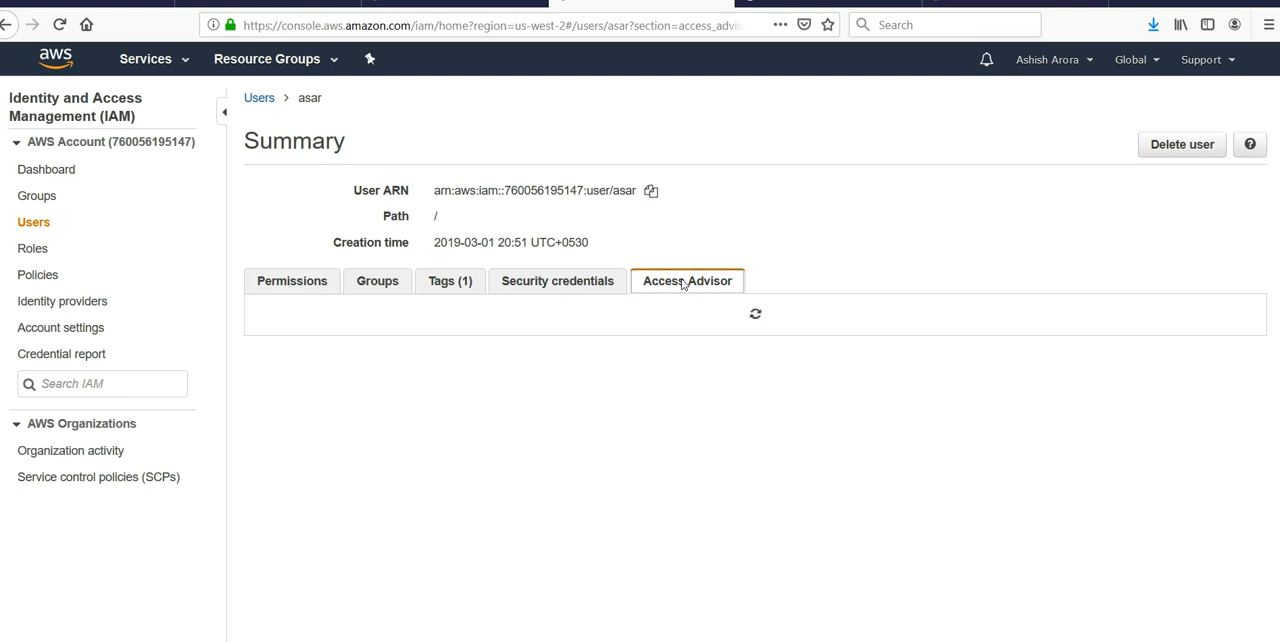 https://console.aws.amazon.com/iam/home?region=us-west-2#/users/asar?section=access_advis
Search
aws
Services
Resource Groups
Ashish Arora
Global
Support
Identity and Access
Management (IAM)
AWS Account (760056195147)
Dashboard
Groups
Users
Roles
Policies
Identity providers
Account settings
Credential report
Search IAM
AWS Organizations
Organization activity
Service control policies (SCPs)
Users > asar
Summary
Delete user
User ARN arn:aws:iam::760056195147:user/asar
Path /
Creation time 2019-03-01 20:51 UTC+0530
Permissions
Groups
Tags (1)
Security credentials
Access Advisor